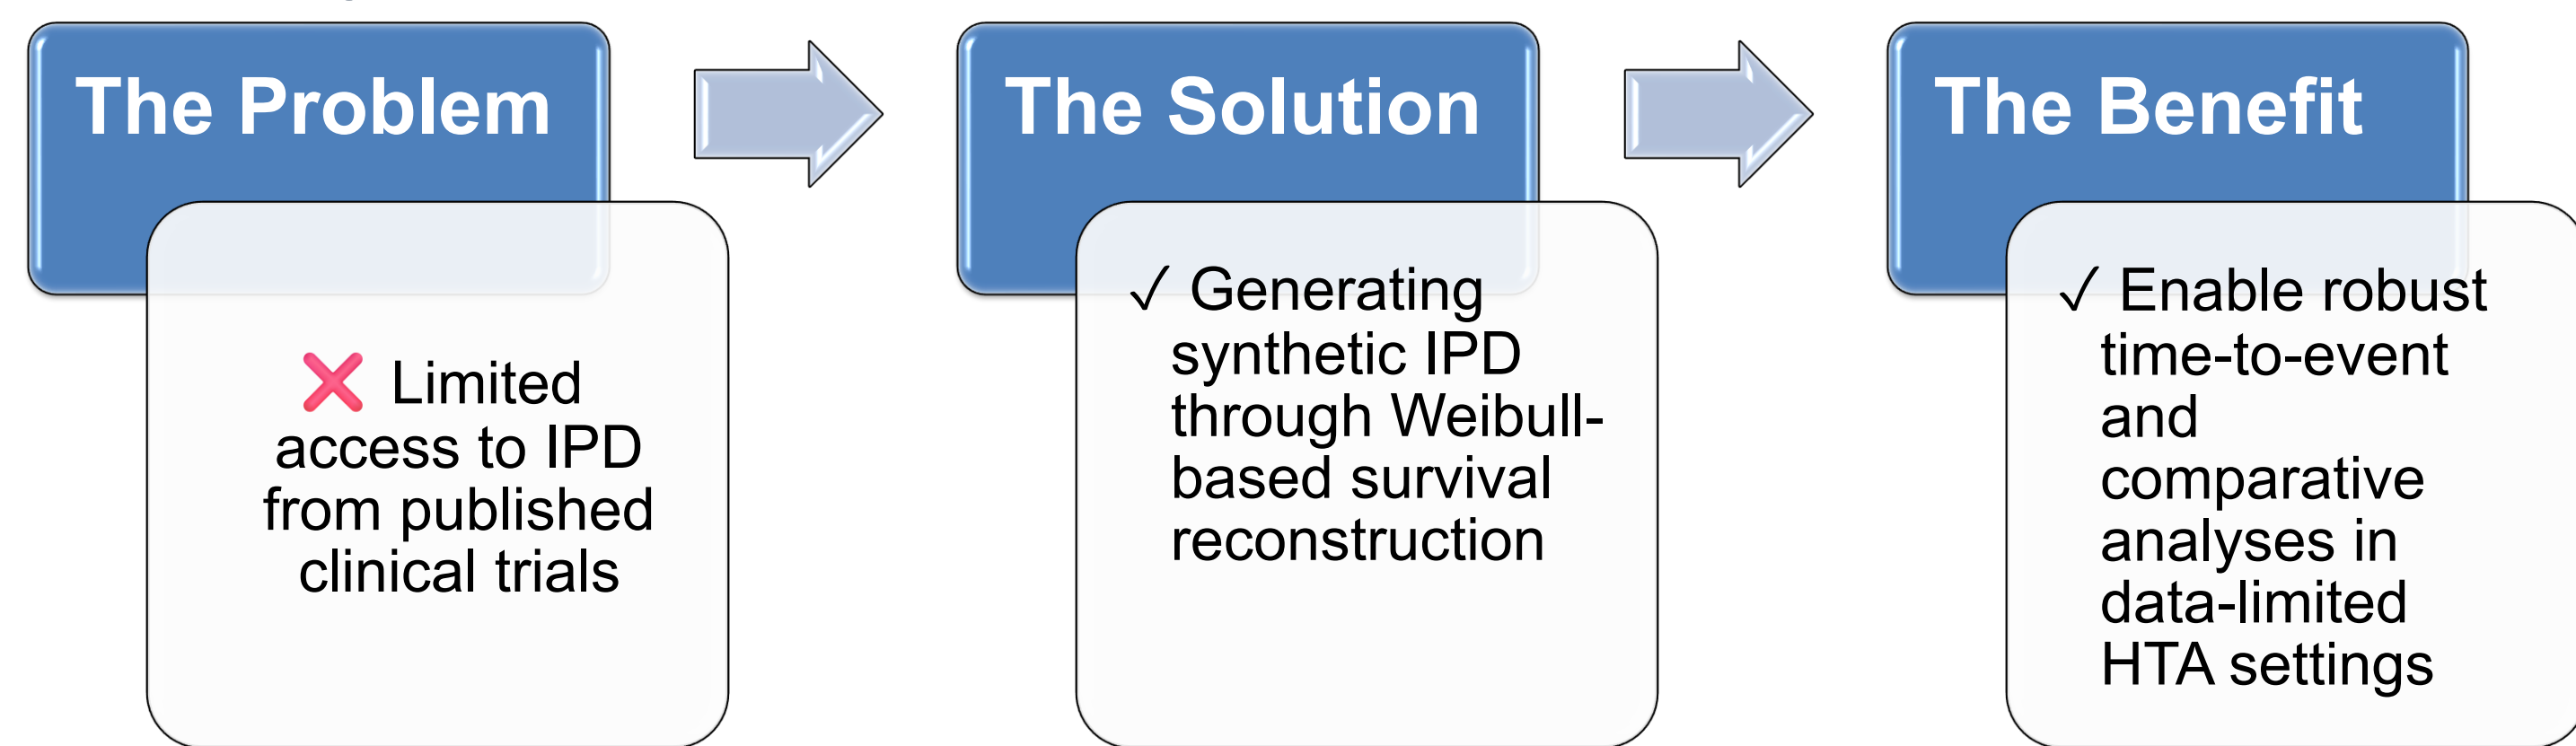 The Problem
❌ Limited
access to IPD
from published
clinical trials
The Solution
✓ Generating
synthetic IPD
through Weibull-
based survival
reconstruction
The Benefit
✓ Enable robust
time-to-event
and
comparative
analyses in
data-limited
HTA settings